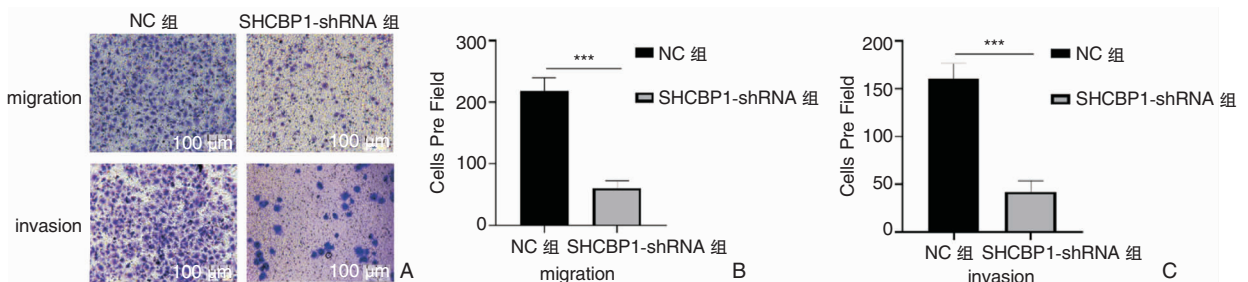 NC 组
SHCBP1-shRNA 组
migration
100 μm
100 μm
invasion
100 μm
100 μm
A
300
200
100
0
Cells Pre Field
***
NC 组
SHCBP1-shRNA 组
NC 组
SHCBP1-shRNA 组
migration
B
200
150
100
50
0
Cells Pre Field
***
NC 组
SHCBP1-shRNA 组
NC 组
SHCBP1-shRNA 组
invasion
C